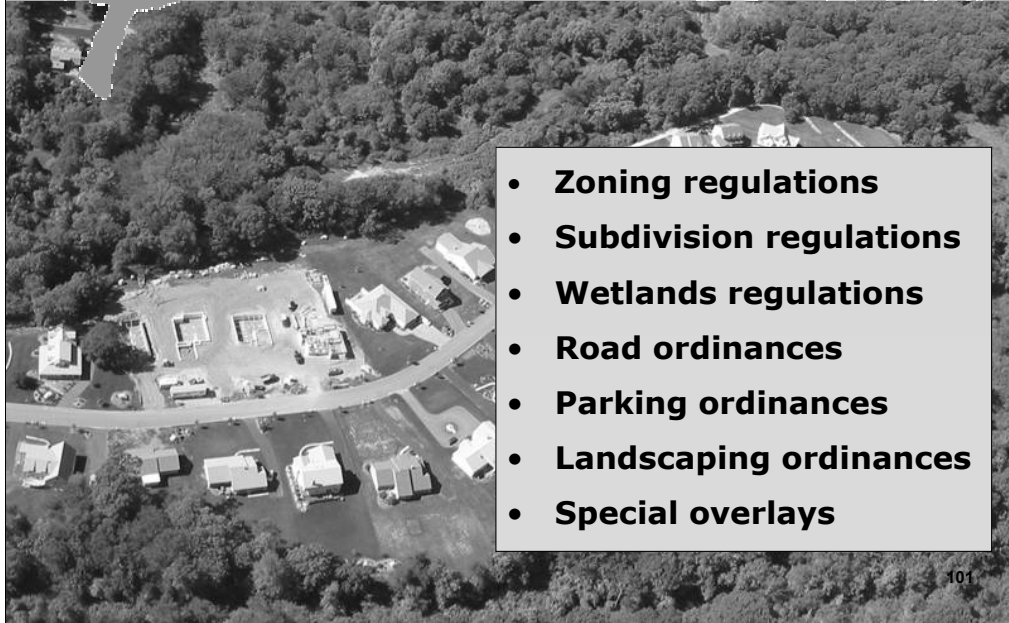 • Zoning regulations
• Subdivision regulations
• Wetlands regulations
• Road ordinances
• Parking ordinances
• Landscaping ordinances
• Special overlays
101